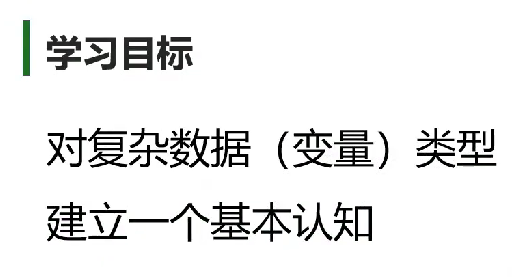 学习目标
对复杂数据（变量）类型
建立一个基本认知